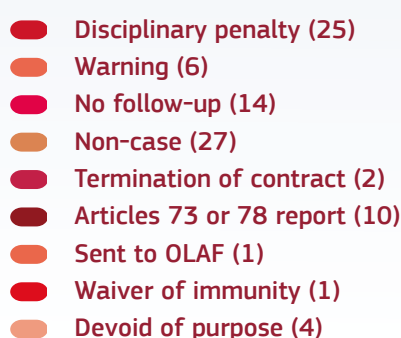 Disciplinary penalty (25)
Warning (6)
No follow-up (14)
Non-case (27)
Termination of contract (2)
Articles 73 or 78 report (10)
Sent to OLAF (1)
Waiver of immunity (1)
Devoid of purpose (4)